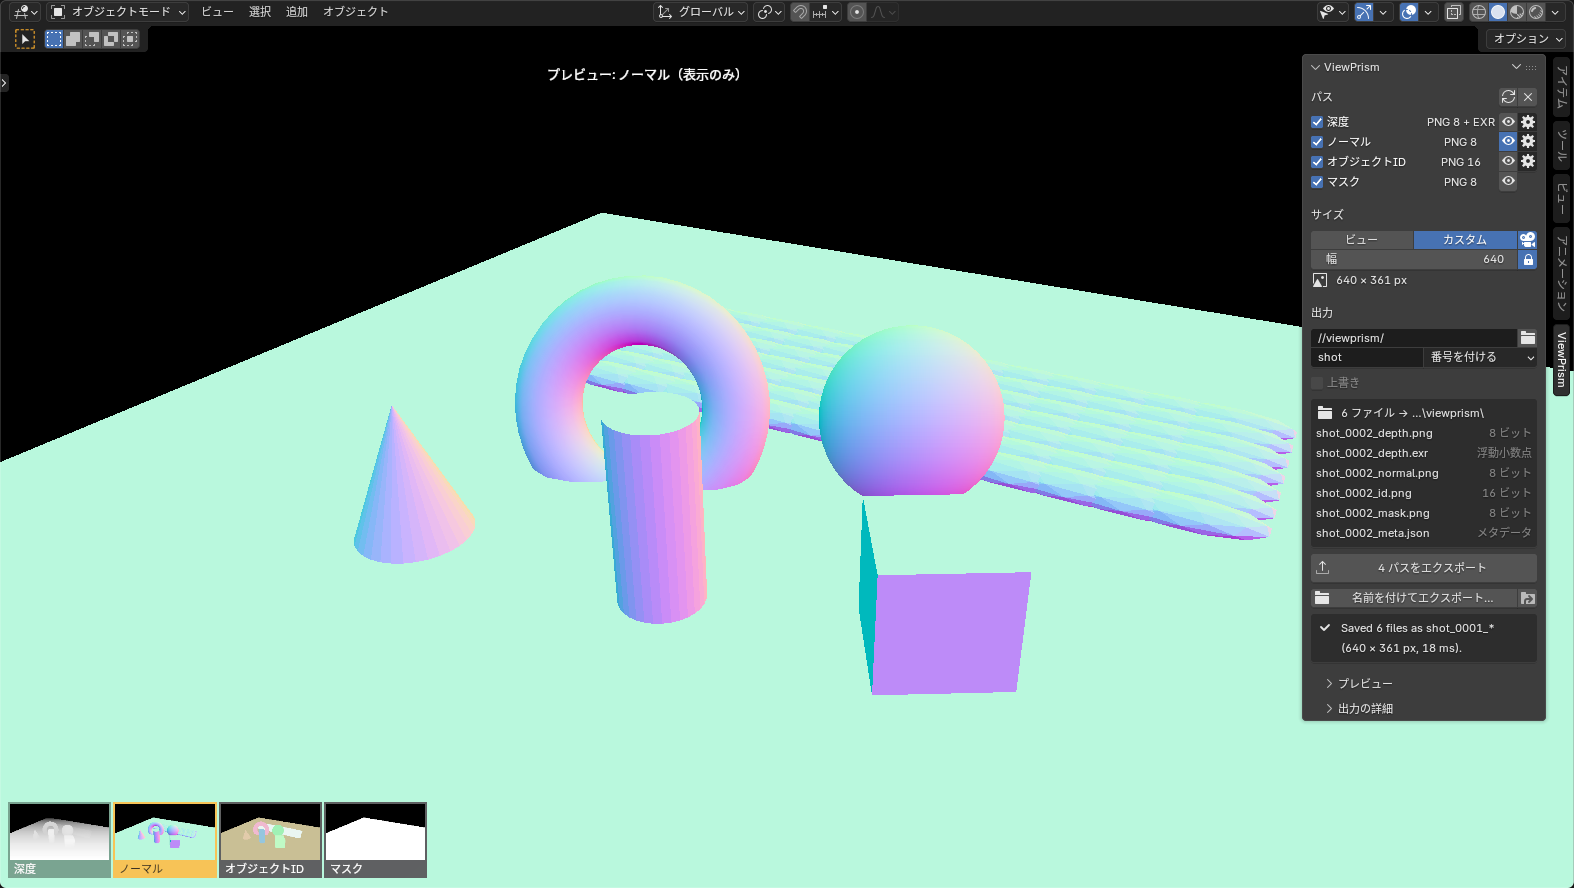 オブジェクトモード ビュー 選択 追加 オブジェクト グローバル
オプション
プレビュー: ノーマル（表示のみ）
ViewPrism
パス
深度 PNG 8 + EXR
ノーマル PNG 8
オブジェクトID PNG 16
マスク PNG 8
サイズ
ビュー カスタム
幅 640
640 × 361 px
出力
//viewprism/
shot 番号を付ける
上書き
6 ファイル → ...\viewprism\
shot_0002_depth.png 8 ビット
shot_0002_depth.exr 浮動小数点
shot_0002_normal.png 8 ビット
shot_0002_id.png 16 ビット
shot_0002_mask.png 8 ビット
shot_0002_meta.json メタデータ
4 パスをエクスポート
名前を付けてエクスポート...
Saved 6 files as shot_0001_*
(640 × 361 px, 18 ms).
プレビュー
出力の詳細
アイテム
ツール
ビュー
アニメーション
ViewPrism
深度 ノーマル オブジェクトID マスク